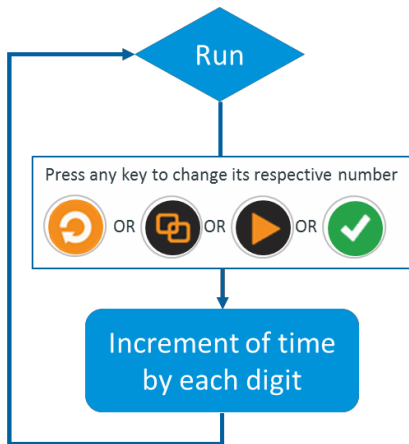 Run
Press any key to change its respective number
OR OR OR
Increment of time
by each digit